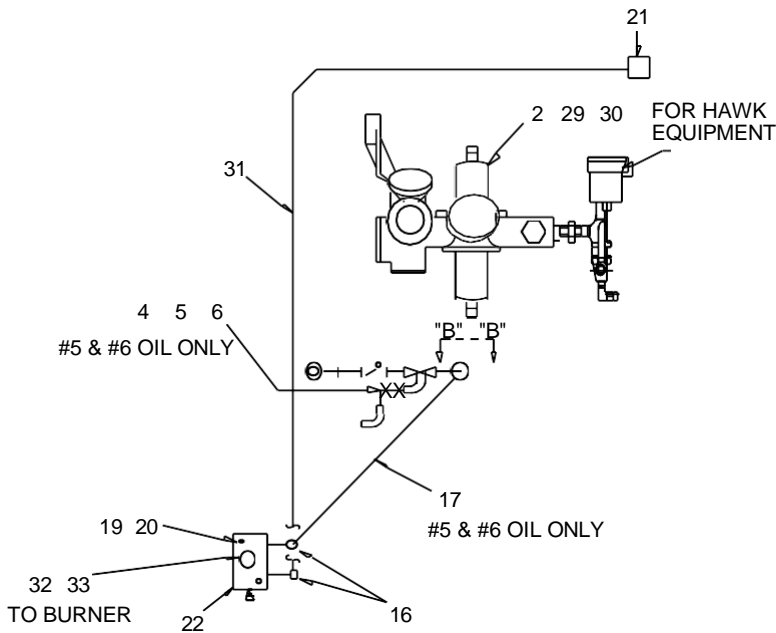 21
2 29 30 FOR HAWK
EQUIPMENT
31
4 5 6
#5 & #6 OIL ONLY
"B" "B"
17
#5 & #6 OIL ONLY
19 20
32 33
TO BURNER
22
16